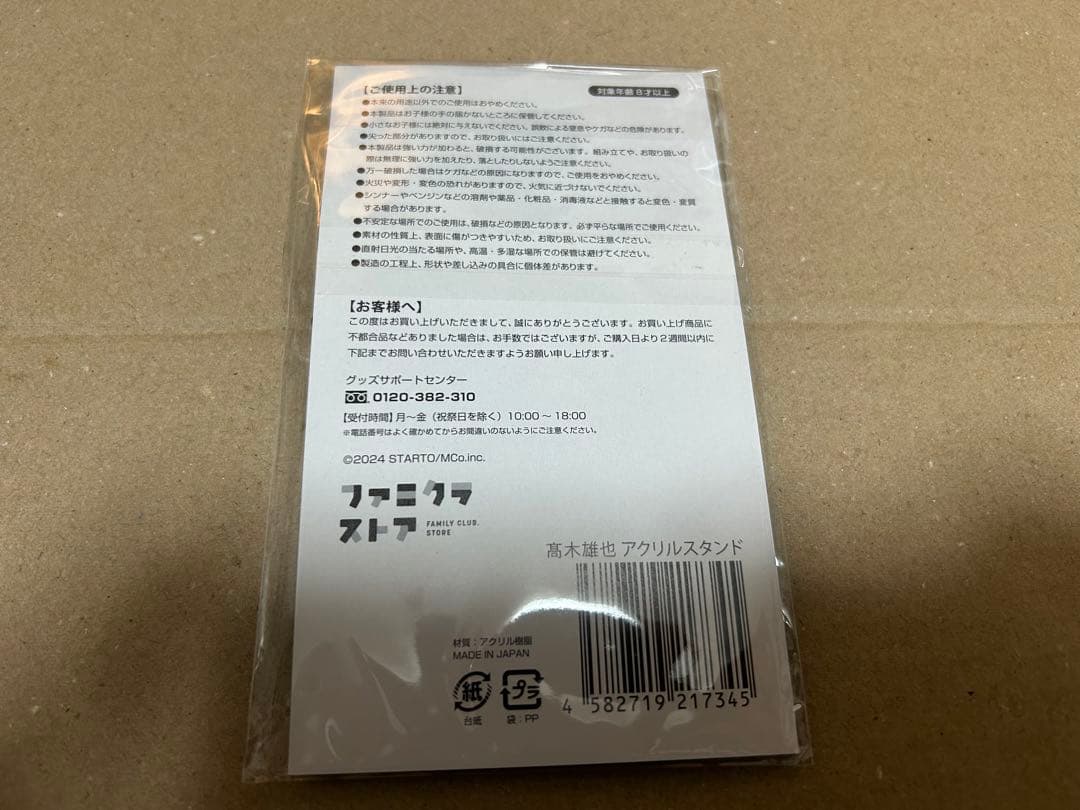 【ご使用上の注意】
対象年齢 8才以上
●本来の用途以外でのご使用はおやめください。
●本製品はお子様の手の届かないところに保管してください。
●小さなお子様には絶対に与えないでください。誤飲による窒息やケガなどの危険があります。
●尖った部分がありますので、お取り扱いにはご注意ください。
●本製品は強い力が加わると、破損する可能性がございます。組み立てや、お取り扱いの
際は無理に強い力を加えたり、落としたりしないようご注意ください。
●万一破損した場合はケガなどの原因になりますので、ご使用をおやめください。
●火災や変形・変色の恐れがありますので、火気に近づけないでください。
●シンナーやベンジンなどの溶剤や薬品・化粧品・消毒液などと接触すると変色・変質
する場合があります。
●不安定な場所でのご使用は、破損などの原因となります。必ず平らな場所でご使用ください。
●素材の性質上、表面に傷がつきやすいため、お取り扱いにご注意ください。
●直射日光の当たる場所や、高温・多湿な場所での保管は避けてください。
●製造の工程上、形状や差し込みの具合に個体差があります。
【お客様へ】
この度はお買い上げいただきまして、誠にありがとうございます。お買い上げ商品に
不都合品などありました場合は、お手数ではございますが、ご購入日より2週間以内に
下記までお問い合わせいただきますようお願い申し上げます。
グッズサポートセンター
0120-382-310
【受付時間】月〜金（祝祭日を除く）10:00〜18:00
※電話番号はよく確かめてからお間違いのないようにご注意ください。
©2024 STARTO/MCo.inc.
ファミクラ
ストア FAMILY CLUB.
STORE
髙木雄也 アクリルスタンド
材質：アクリル樹脂
MADE IN JAPAN
紙 プラ
台紙 袋：PP
4 582719 217345